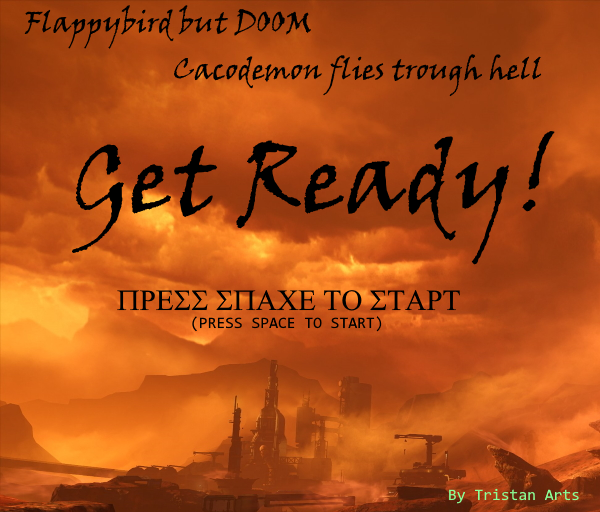 Flappybird but DOOM
Cacodemon flies trough hell
Get Ready!
ΠΡΕΣΣ ΣΠΑΧΕ ΤΟ ΣΤΑΡΤ
(PRESS SPACE TO START)
By Tristan Arts